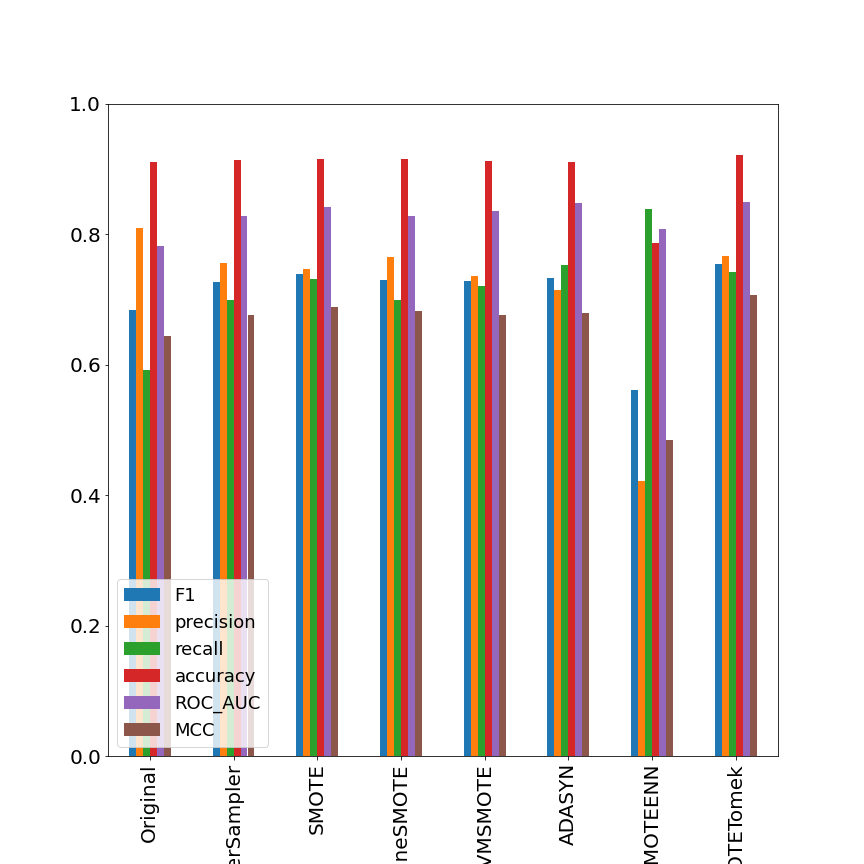 1.0
0.8
0.6
0.4
0.2
0.0
F1
precision
recall
accuracy
ROC_AUC
MCC
Original
erSampler
SMOTE
neSMOTE
VMSMOTE
ADASYN
MOTEENN
OTETomek